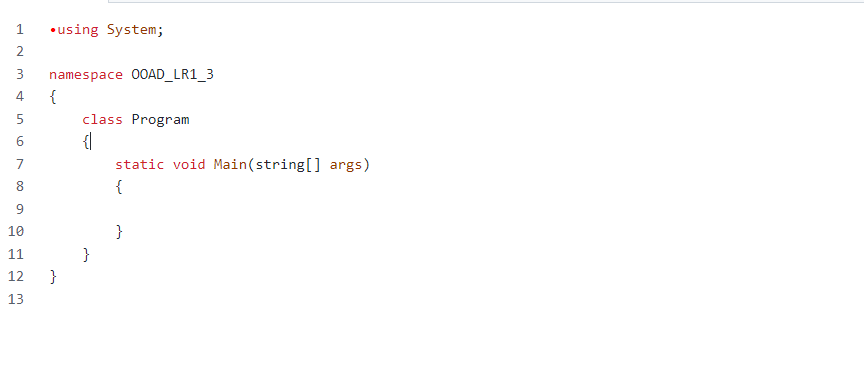 1 •using System;
2
3 namespace OOAD_LR1_3
4 {
5     class Program
6     {
7         static void Main(string[] args)
8         {
9
10         }
11     }
12 }
13